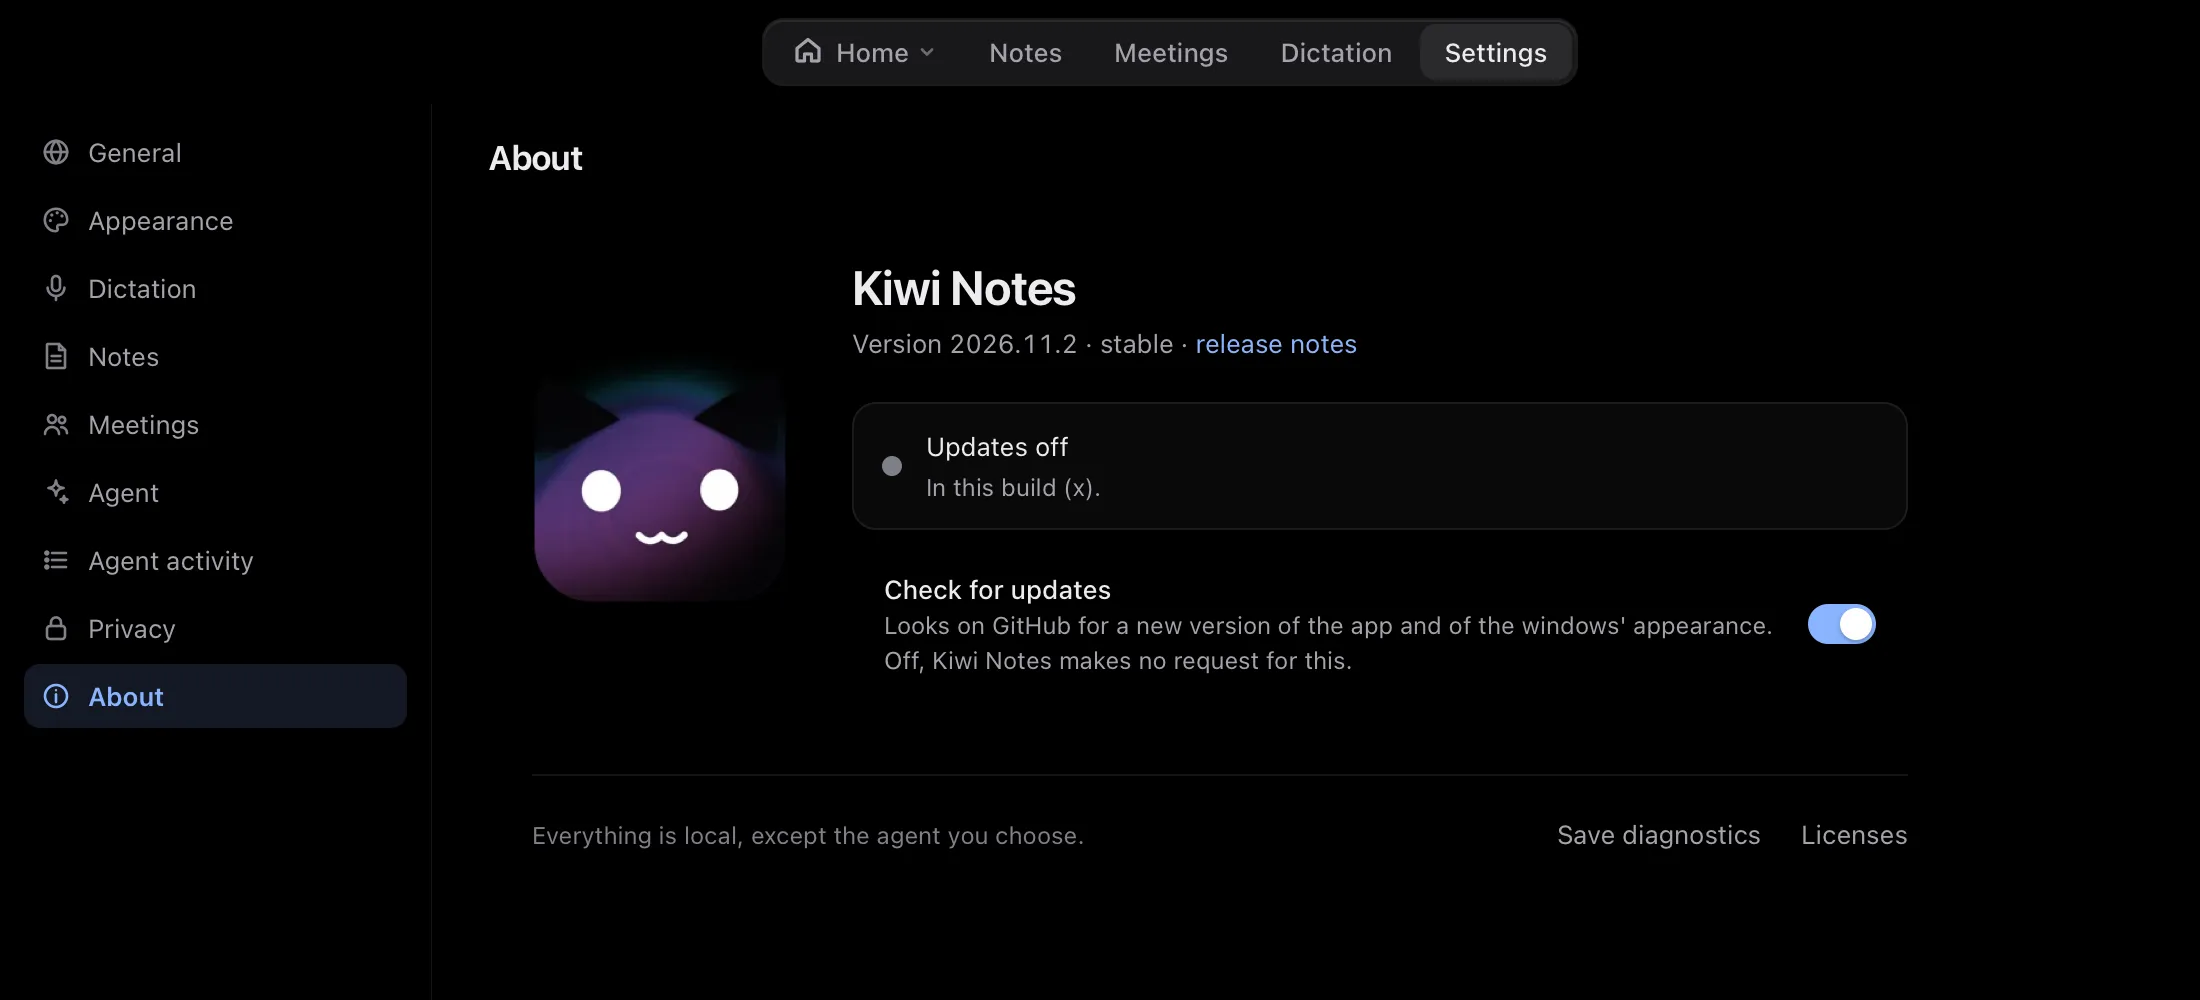 Home
Notes
Meetings
Dictation
Settings
General
Appearance
Dictation
Notes
Meetings
Agent
Agent activity
Privacy
About
About
Kiwi Notes
Version 2026.11.2 · stable · release notes
Updates off
In this build (x).
Check for updates
Looks on GitHub for a new version of the app and of the windows' appearance.
Off, Kiwi Notes makes no request for this.
Everything is local, except the agent you choose.
Save diagnostics
Licenses